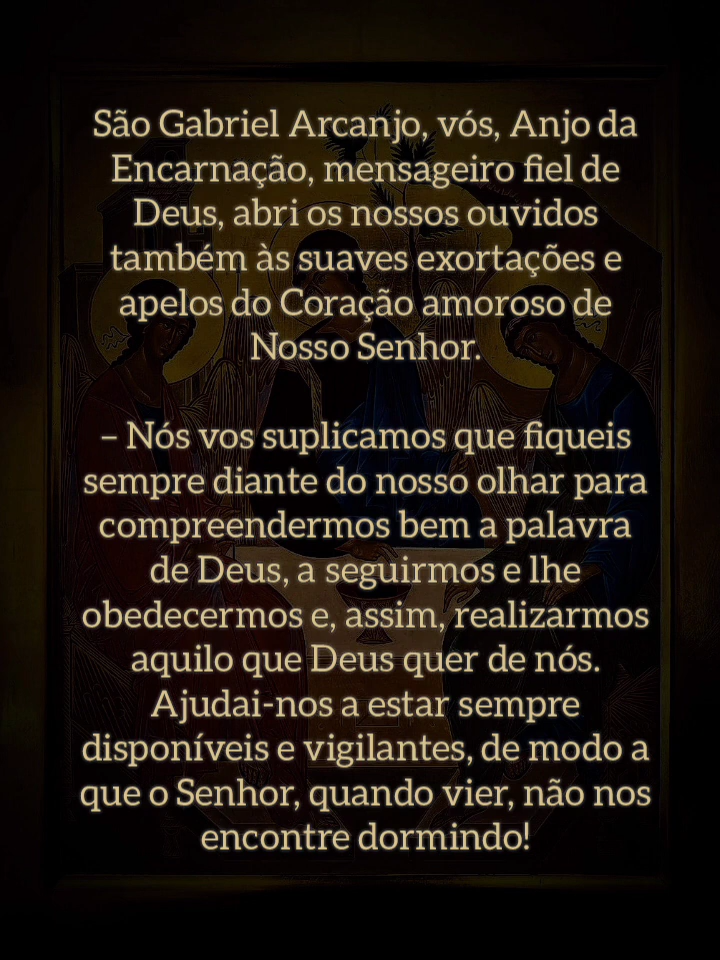 São Gabriel Arcanjo, vós, Anjo da
Encarnação, mensageiro fiel de
Deus, abri os nossos ouvidos
também às suaves exortações e
apelos do Coração amoroso de
Nosso Senhor.
– Nós vos suplicamos que fiqueis
sempre diante do nosso olhar para
compreendermos bem a palavra
de Deus, a seguirmos e lhe
obedecermos e, assim, realizarmos
aquilo que Deus quer de nós.
Ajudai-nos a estar sempre
disponíveis e vigilantes, de modo a
que o Senhor, quando vier, não nos
encontre dormindo!